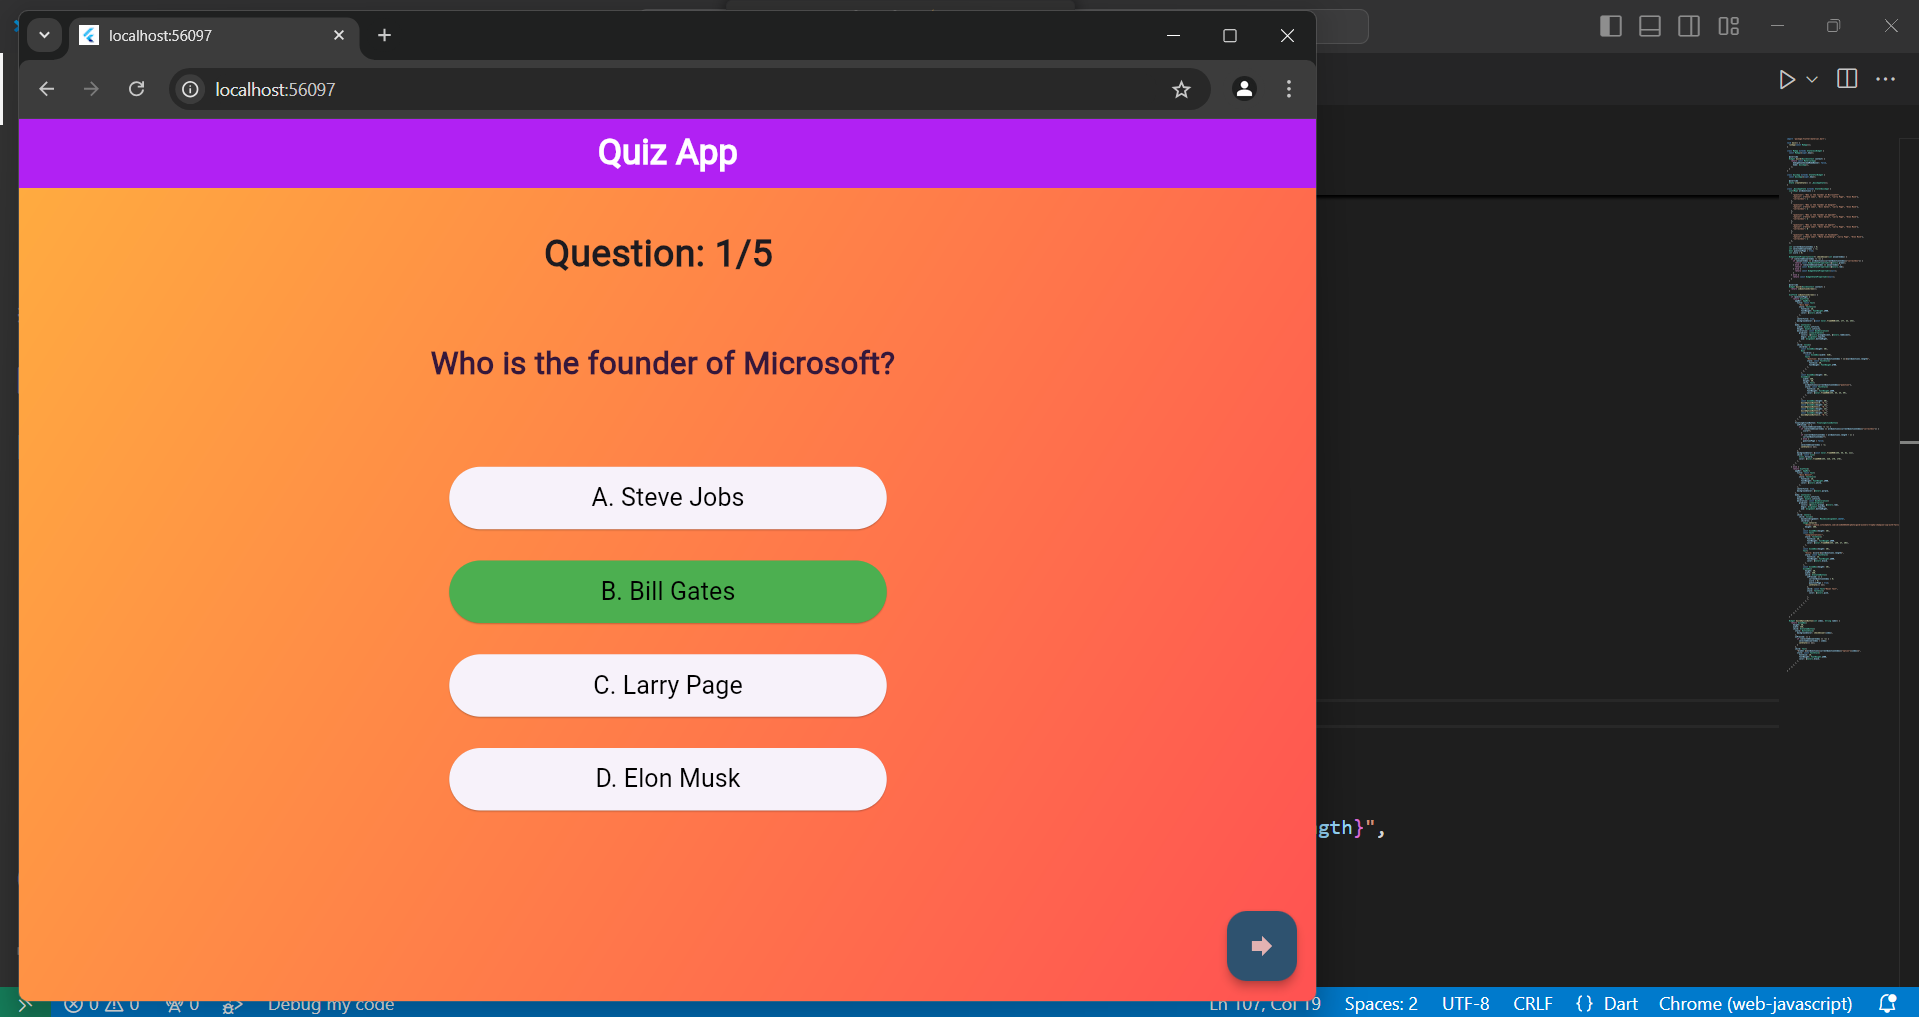 localhost:56097
localhost:56097
Quiz App
Question: 1/5
Who is the founder of Microsoft?
A. Steve Jobs
B. Bill Gates
C. Larry Page
D. Elon Musk
gth}",
0 0 0 Debug my code Ln 107, Col 19 Spaces: 2 UTF-8 CRLF {} Dart Chrome (web-javascript)